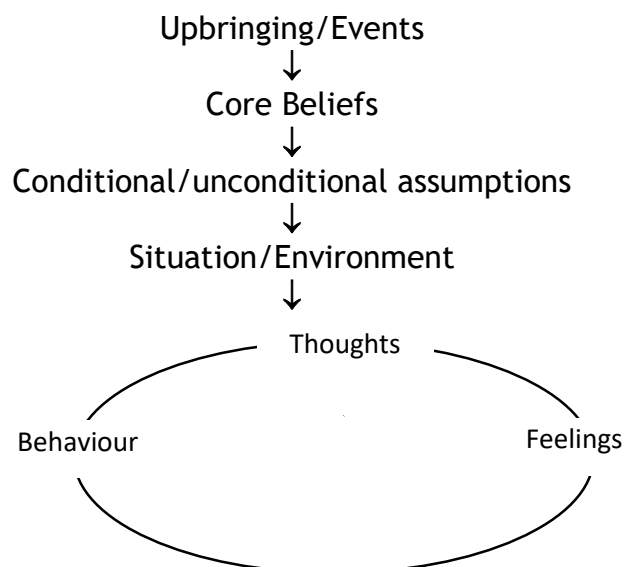 Upbringing/Events
↓
Core Beliefs
↓
Conditional/unconditional assumptions
↓
Situation/Environment
↓
Thoughts
Behaviour
Feelings